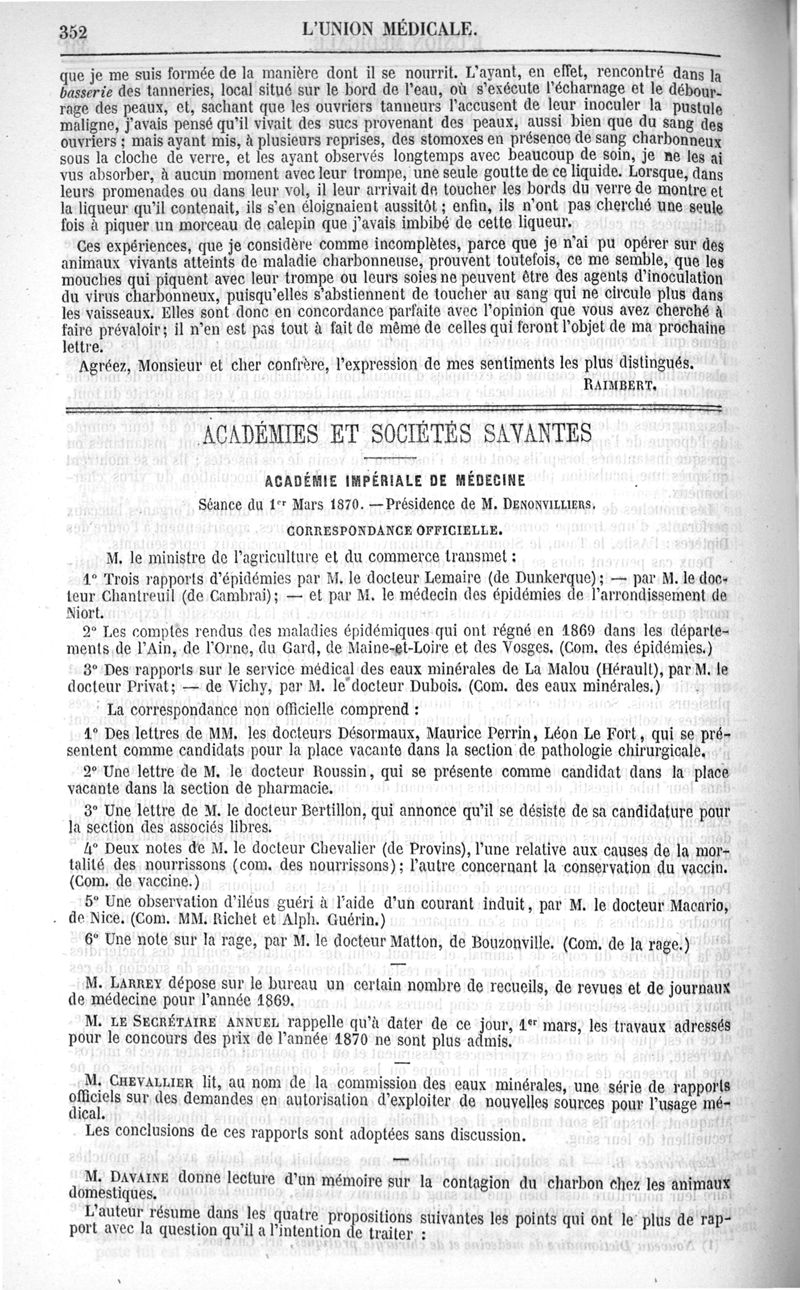 352
L'UNION MÉDICALE.
que je me suis formée de la manière dont il se nourrit. L'ayant, en effet, rencontré dans la
basserie des tanneries, local situé sur le bord de l'eau, où s'exécute l'écharnage et le débour-
rage des peaux, et, sachant que les ouvriers tanneurs l'accusent de leur inoculer la pustule
maligne, j'avais pensé qu'il vivait des sucs provenant des peaux, aussi bien que du sang des
ouvriers ; mais ayant mis, à plusieurs reprises, des stomoxes en présence de sang charbonneux
sous la cloche de verre, et les ayant observés longtemps avec beaucoup de soin, je ne les ai
vus absorber, à aucun moment avec leur trompe, une seule goutte de ce liquide. Lorsque, dans
leurs promenades ou dans leur vol, il leur arrivait de toucher les bords du verre de montre et
la liqueur qu'il contenait, ils s'en éloignaient aussitôt ; enfin, ils n'ont pas cherché une seule
fois à piquer un morceau de calepin que j'avais imbibé de cette liqueur.
Ces expériences, que je considère comme incomplètes, parce que je n'ai pu opérer sur des
animaux vivants atteints de maladie charbonneuse, prouvent toutefois, ce me semble, que les
mouches qui piquent avec leur trompe ou leurs soies ne peuvent être des agents d'inoculation
du virus charbonneux, puisqu'elles s'abstiennent de toucher au sang qui ne circule plus dans
les vaisseaux. Elles sont donc en concordance parfaite avec l'opinion que vous avez cherché à
faire prévaloir; il n'en est pas tout à fait de même de celles qui feront l'objet de ma prochaine
lettre.
Agréez, Monsieur et cher confrère, l'expression de mes sentiments les plus distingués.
RAIMBERT.
ACADÉMIES ET SOCIÉTÉS SAVANTES
ACADÉMIE IMPÉRIALE DE MÉDECINE
Séance du 1er Mars 1870. — Présidence de M. DENONVILLIERS.
CORRESPONDANCE OFFICIELLE.
M. le ministre de l'agriculture et du commerce transmet :
1° Trois rapports d'épidémies par M. le docteur Lemaire (de Dunkerque) ; — par M. le doc-
teur Chantreuil (de Cambrai) ; — et par M. le médecin des épidémies de l'arrondissement de
Niort.
2° Les comptes rendus des maladies épidémiques qui ont régné en 1869 dans les départe-
ments de l'Ain, de l'Orne, du Gard, de Maine-et-Loire et des Vosges. (Com. des épidémies.)
3° Des rapports sur le service médical des eaux minérales de La Malou (Hérault), par M. le
docteur Privat; — de Vichy, par M. le docteur Dubois. (Com. des eaux minérales.)
La correspondance non officielle comprend :
1° Des lettres de MM. les docteurs Désormaux, Maurice Perrin, Léon Le Fort, qui se pré-
sentent comme candidats pour la place vacante dans la section de pathologie chirurgicale.
2° Une lettre de M. le docteur Roussin, qui se présente comme candidat dans la place
vacante dans la section de pharmacie.
3° Une lettre de M. le docteur Bertillon, qui annonce qu'il se désiste de sa candidature pour
la section des associés libres.
4° Deux notes de M. le docteur Chevalier (de Provins), l'une relative aux causes de la mor-
talité des nourrissons (com. des nourrissons); l'autre concernant la conservation du vaccin.
(Com. de vaccine.)
5° Une observation d'iléus guéri à l'aide d'un courant induit, par M. le docteur Macario,
de Nice. (Com. MM. Richet et Alph. Guérin.)
6° Une note sur la rage, par M. le docteur Matton, de Bouzonville. (Com. de la rage.)
M. LARREY dépose sur le bureau un certain nombre de recueils, de revues et de journaux
de médecine pour l'année 1869.
M. LE SECRÉTAIRE ANNUEL rappelle qu'à dater de ce jour, 1er mars, les travaux adressés
pour le concours des prix de l'année 1870 ne sont plus admis.
M. CHEVALLIER lit, au nom de la commission des eaux minérales, une série de rapports
officiels sur des demandes en autorisation d'exploiter de nouvelles sources pour l'usage mé-
dical.
Les conclusions de ces rapports sont adoptées sans discussion.
M. DAVAINE donne lecture d'un mémoire sur la contagion du charbon chez les animaux
domestiques.
L'auteur résume dans les quatre propositions suivantes les points qui ont le plus de rap-
port avec la question qu'il a l'intention de traiter :